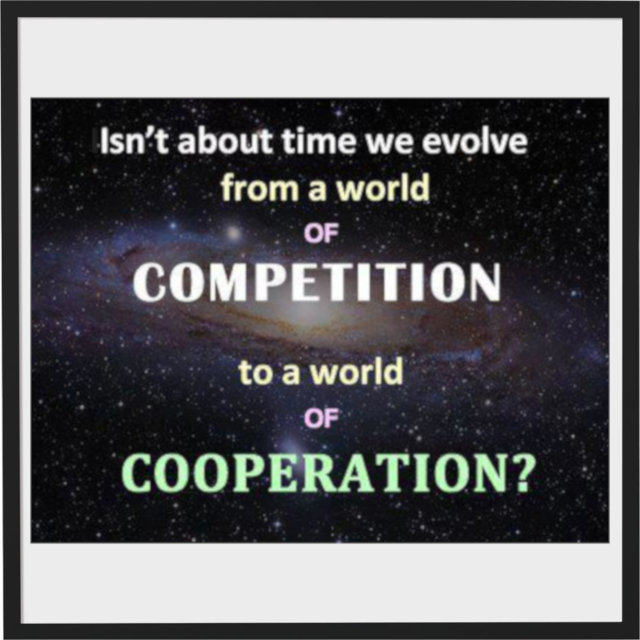 Isn't about time we evolve
from a world
OF
COMPETITION
to a world
OF
COOPERATION?